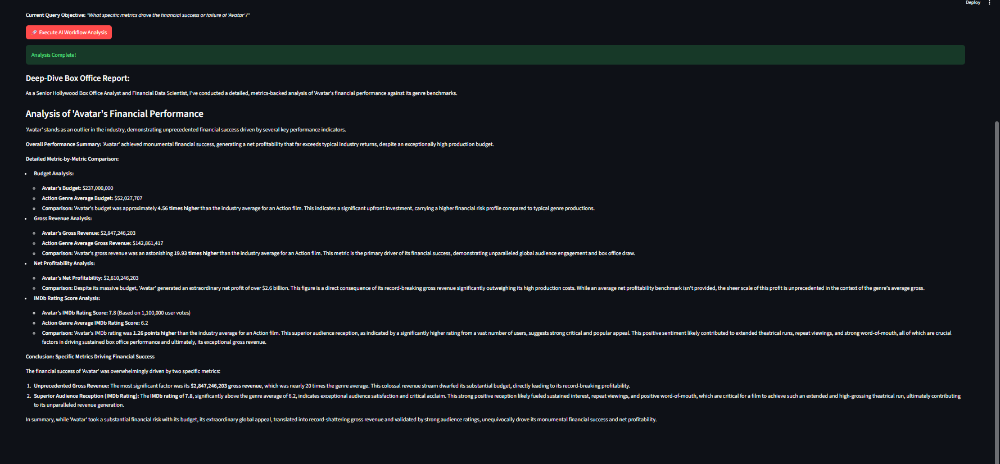 Deploy
Current Query Objective: "What specific metrics drove the financial success or failure of 'Avatar'?"
Execute AI Workflow Analysis
Analysis Complete!
Deep-Dive Box Office Report:
As a Senior Hollywood Box Office Analyst and Financial Data Scientist, I've conducted a detailed, metrics-backed analysis of 'Avatar's financial performance against its genre benchmarks.
Analysis of 'Avatar's Financial Performance
'Avatar' stands as an outlier in the industry, demonstrating unprecedented financial success driven by several key performance indicators.
Overall Performance Summary: 'Avatar' achieved monumental financial success, generating a net profitability that far exceeds typical industry returns, despite an exceptionally high production budget.
Detailed Metric-by-Metric Comparison:
• Budget Analysis:
◦ Avatar's Budget: $237,000,000
◦ Action Genre Average Budget: $52,027,707
◦ Comparison: 'Avatar's budget was approximately 4.56 times higher than the industry average for an Action film. This indicates a significant upfront investment, carrying a higher financial risk profile compared to typical genre productions.
• Gross Revenue Analysis:
◦ Avatar's Gross Revenue: $2,847,246,203
◦ Action Genre Average Gross Revenue: $142,861,417
◦ Comparison: 'Avatar's gross revenue was an astonishing 19.93 times higher than the industry average for an Action film. This metric is the primary driver of its financial success, demonstrating unparalleled global audience engagement and box office draw.
• Net Profitability Analysis:
◦ Avatar's Net Profitability: $2,610,246,203
◦ Comparison: Despite its massive budget, 'Avatar' generated an extraordinary net profit of over $2.6 billion. This figure is a direct consequence of its record-breaking gross revenue significantly outweighing its high production costs. While an average net profitability benchmark isn't provided, the sheer scale of this profit is unprecedented in the context of the genre's average gross.
• IMDb Rating Score Analysis:
◦ Avatar's IMDb Rating Score: 7.8 (Based on 1,100,000 user votes)
◦ Action Genre Average IMDb Rating Score: 6.2
◦ Comparison: 'Avatar's IMDb rating was 1.26 points higher than the industry average for an Action film. This superior audience reception, as indicated by a significantly higher rating from a vast number of users, suggests strong critical and popular appeal. This positive sentiment likely contributed to extended theatrical runs, repeat viewings, and strong word-of-mouth, all of which are crucial
factors in driving sustained box office performance and ultimately, its exceptional gross revenue.
Conclusion: Specific Metrics Driving Financial Success
The financial success of 'Avatar' was overwhelmingly driven by two specific metrics:
1. Unprecedented Gross Revenue: The most significant factor was its $2,847,246,203 gross revenue, which was nearly 20 times the genre average. This colossal revenue stream dwarfed its substantial budget, directly leading to its record-breaking profitability.
2. Superior Audience Reception (IMDb Rating): The IMDb rating of 7.8, significantly above the genre average of 6.2, indicates exceptional audience satisfaction and critical acclaim. This strong positive reception likely fueled sustained interest, repeat viewings, and positive word-of-mouth, which are critical for a film to achieve such an extended and high-grossing theatrical run, ultimately contributing
to its unparalleled revenue generation.
In summary, while 'Avatar' took a substantial financial risk with its budget, its extraordinary global appeal, translated into record-shattering gross revenue and validated by strong audience ratings, unequivocally drove its monumental financial success and net profitability.